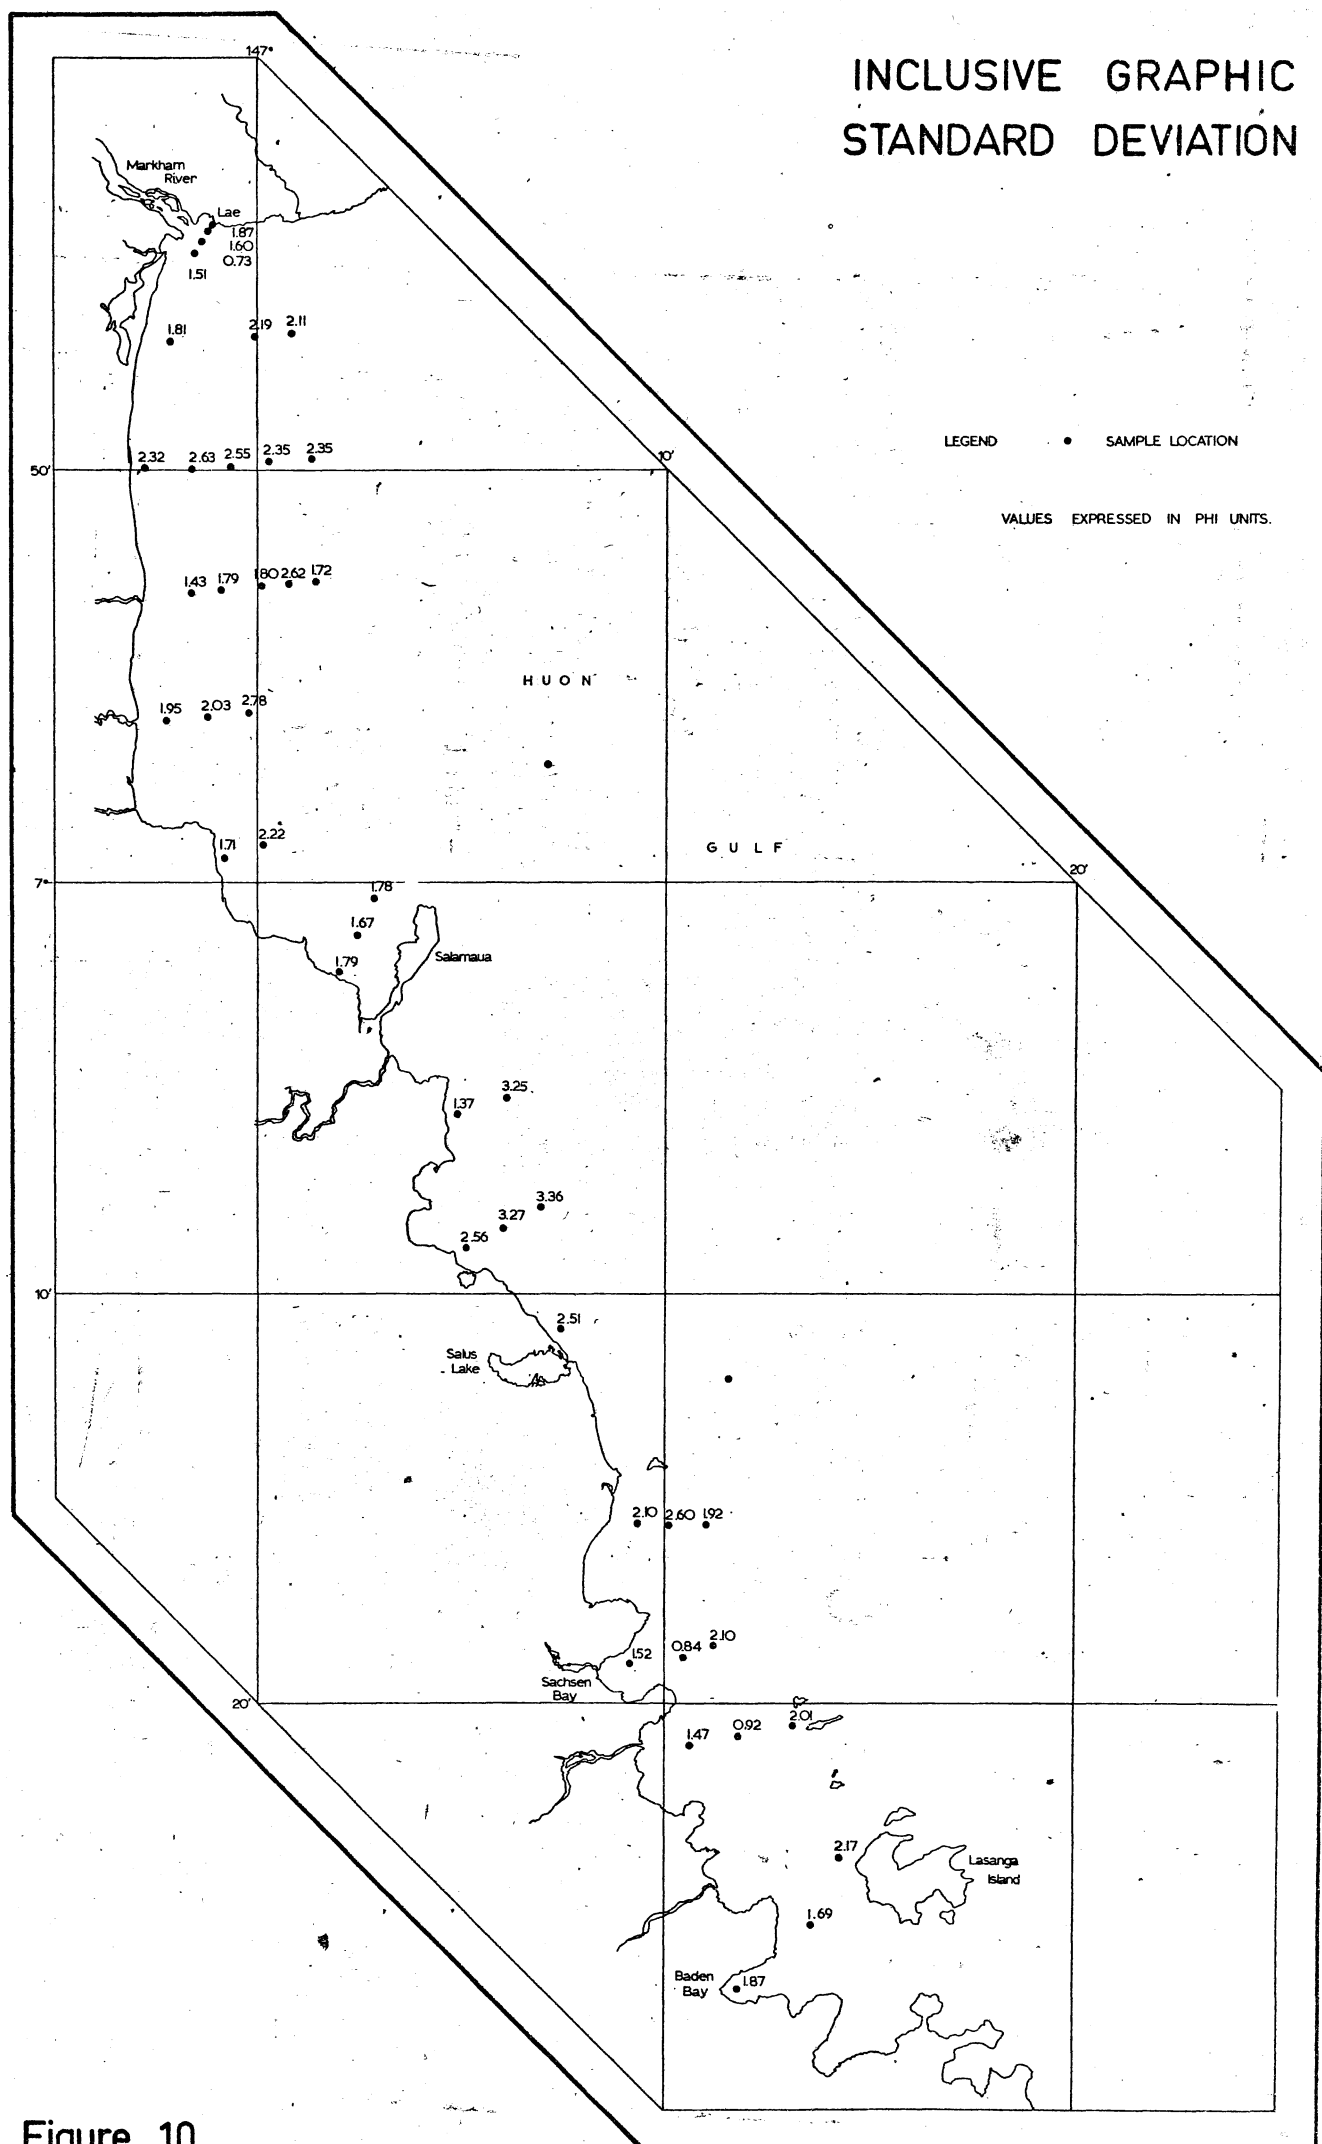 INCLUSIVE GRAPHIC
STANDARD DEVIATION
147°
Markham
River
Lae
1.87
1.60
0.73
1.51
1.81
2.19
2.11
LEGEND • SAMPLE LOCATION
2.32
2.63
2.55
2.35
2.35
50'
10'
VALUES EXPRESSED IN PHI UNITS.
1.43
1.79
1.80
2.62
1.72
HUON
1.95
2.03
2.78
GULF
1.71
2.22
7°
20'
1.78
1.67
1.79
Salamaua
1.37
3.25
3.36
3.27
2.56
10'
2.51
Salus
Lake
2.10
2.60
1.92
1.52
0.84
2.10
Sachsen
Bay
20'
1.47
0.92
2.01
2.17
Lasanga
Island
1.69
Baden
Bay
1.87
Figure 10